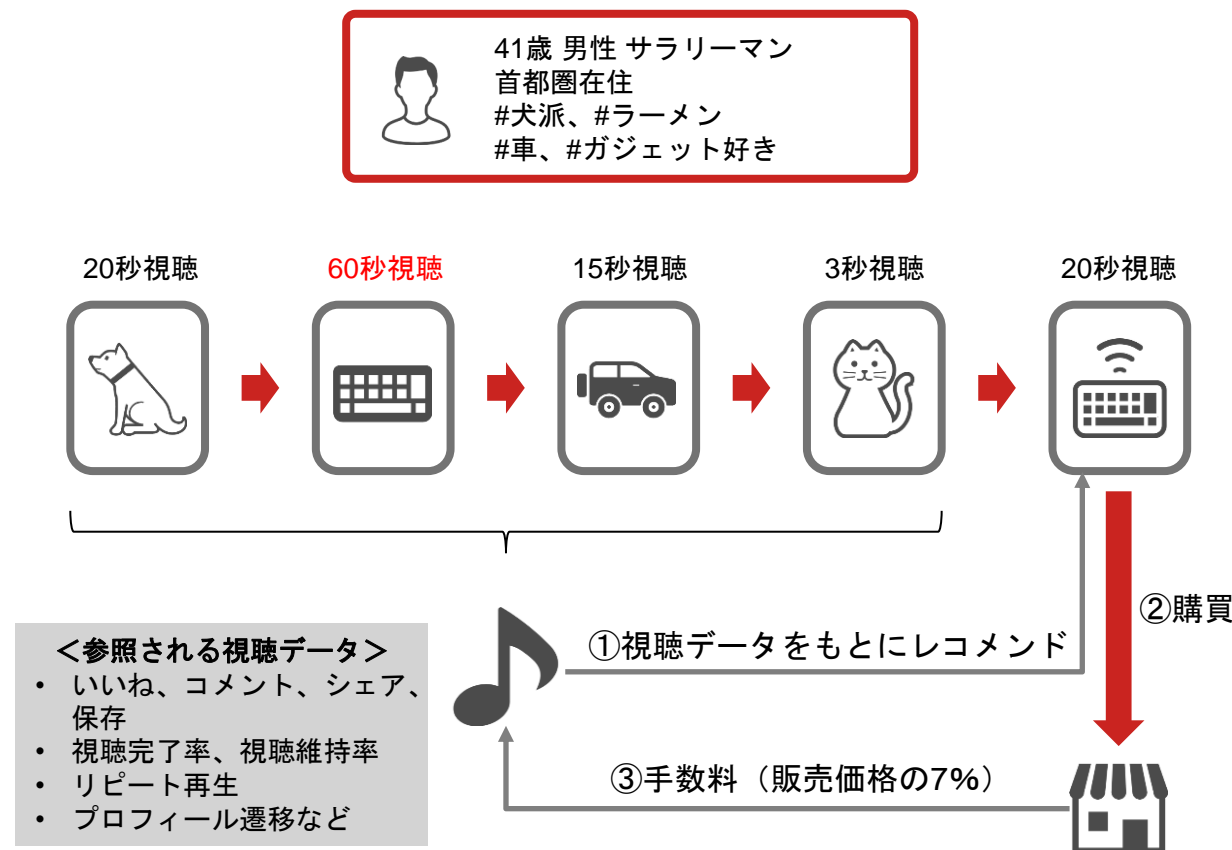 41歳 男性 サラリーマン
首都圏在住
#犬派、#ラーメン
#車、#ガジェット好き
20秒視聴
60秒視聴
15秒視聴
3秒視聴
20秒視聴
②購買
①視聴データをもとにレコメンド
＜参照される視聴データ＞
• いいね、コメント、シェア、
保存
• 視聴完了率、視聴維持率
• リピート再生
• プロフィール遷移など
③手数料（販売価格の7%）